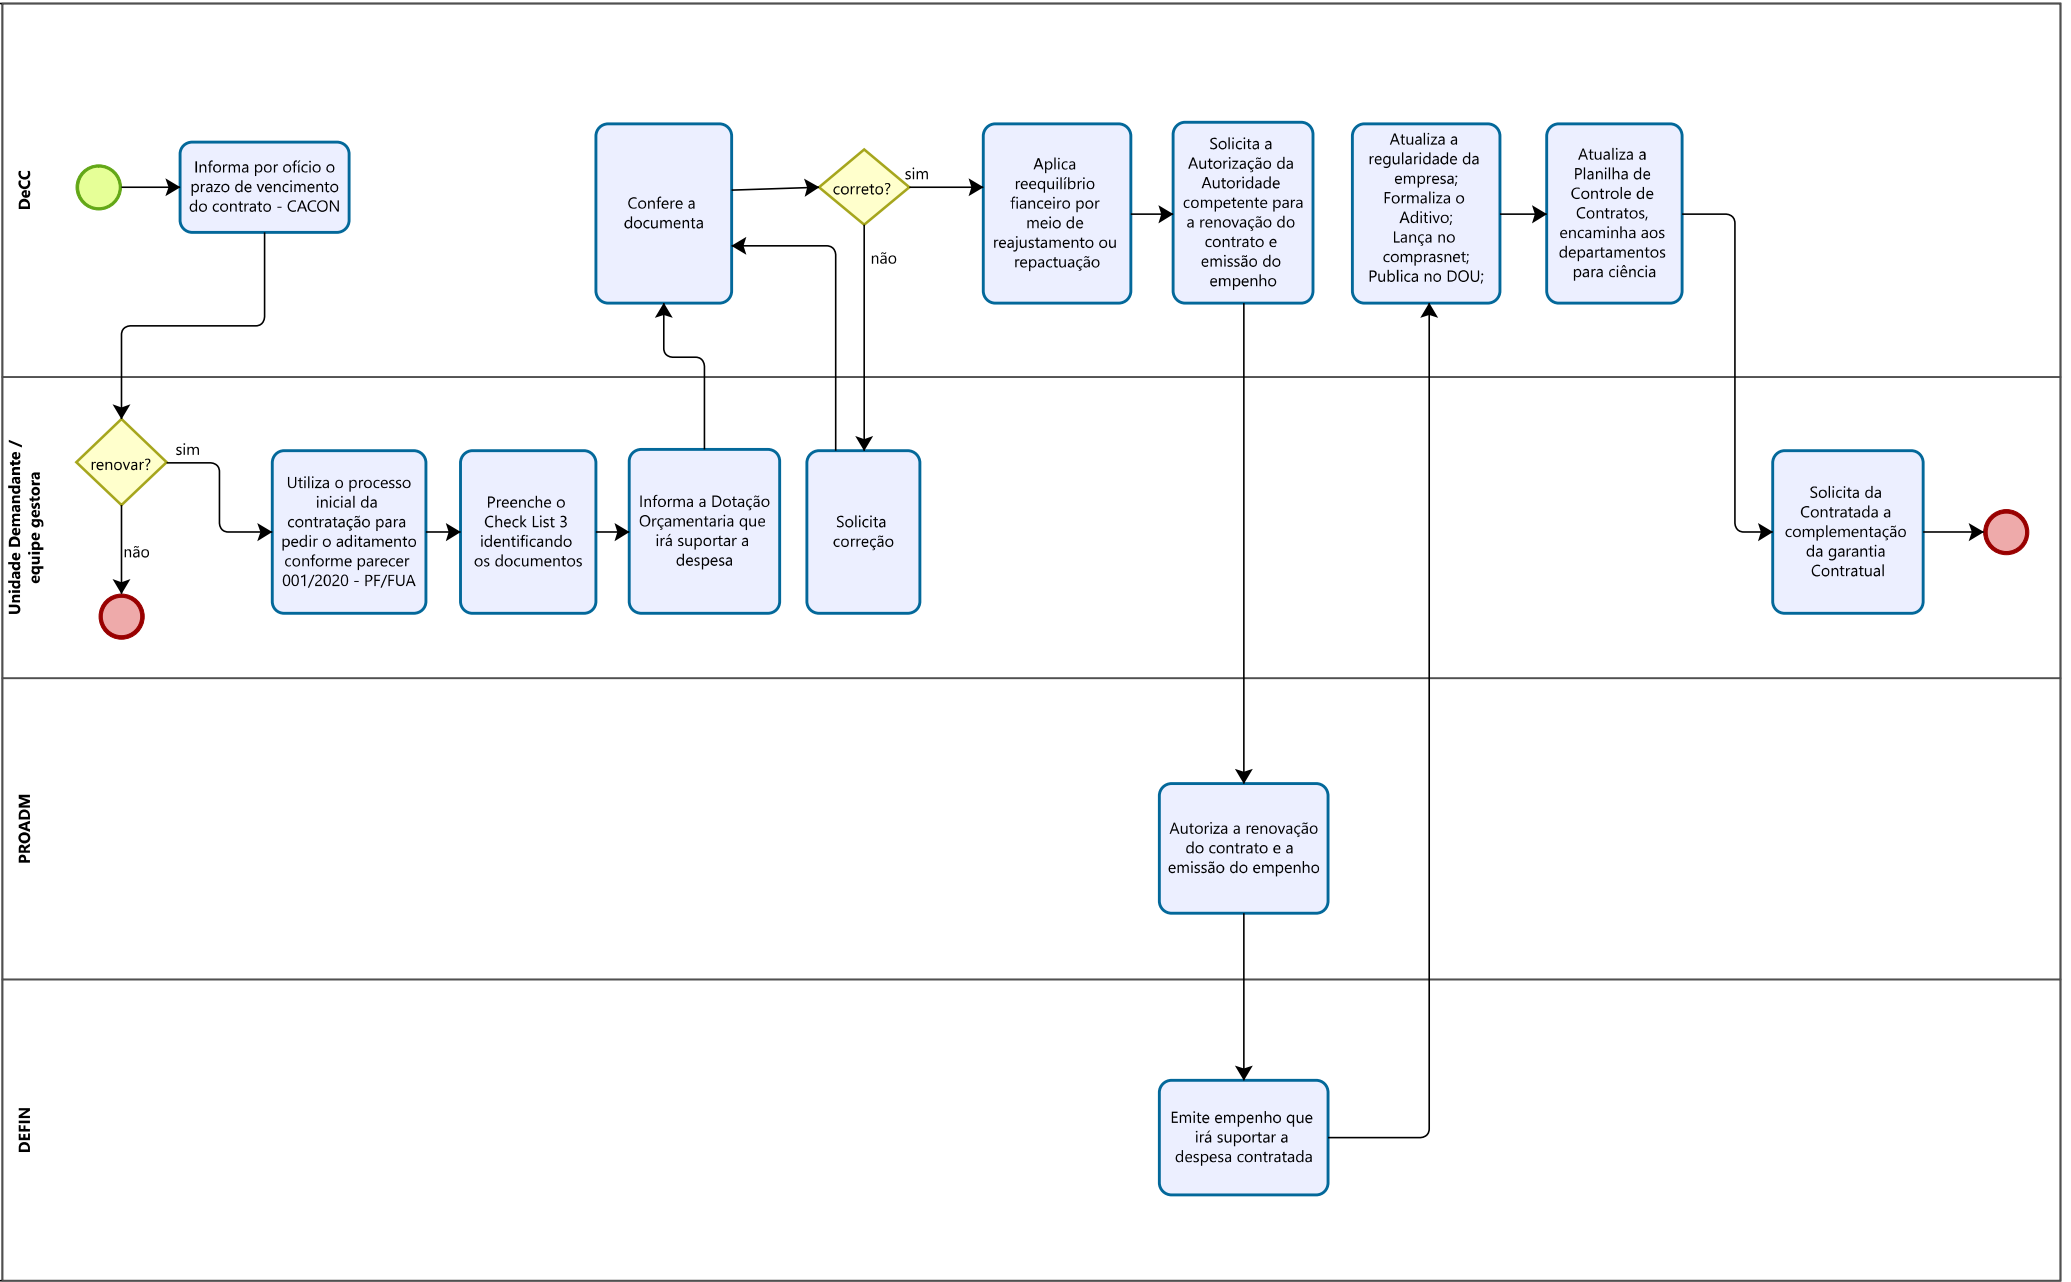 DeCC
Informa por ofício o
prazo de vencimento
do contrato - CACON
Confere a
documenta
correto?
sim
não
Aplica
reequilíbrio
fianceiro por
meio de
reajustamento ou
repactuação
Solicita a
Autorização da
Autoridade
competente para
a renovação do
contrato e
emissão do
empenho
Atualiza a
regularidade da
empresa;
Formaliza o
Aditivo;
Lança no
comprasnet;
Publica no DOU;
Atualiza a
Planilha de
Controle de
Contratos,
encaminha aos
departamentos
para ciência
Unidade Demandante /
equipe gestora
renovar?
sim
não
Utiliza o processo
inicial da
contratação para
pedir o aditamento
conforme parecer
001/2020 - PF/FUA
Preenche o
Check List 3
identificando
os documentos
Informa a Dotação
Orçamentaria que
irá suportar a
despesa
Solicita
correção
Solicita da
Contratada a
complementação
da garantia
Contratual
PROADM
Autoriza a renovação
do contrato e a
emissão do empenho
DEFIN
Emite empenho que
irá suportar a
despesa contratada